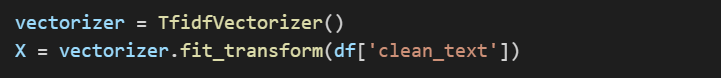 vectorizer = TfidfVectorizer()
X = vectorizer.fit_transform(df['clean_text'])